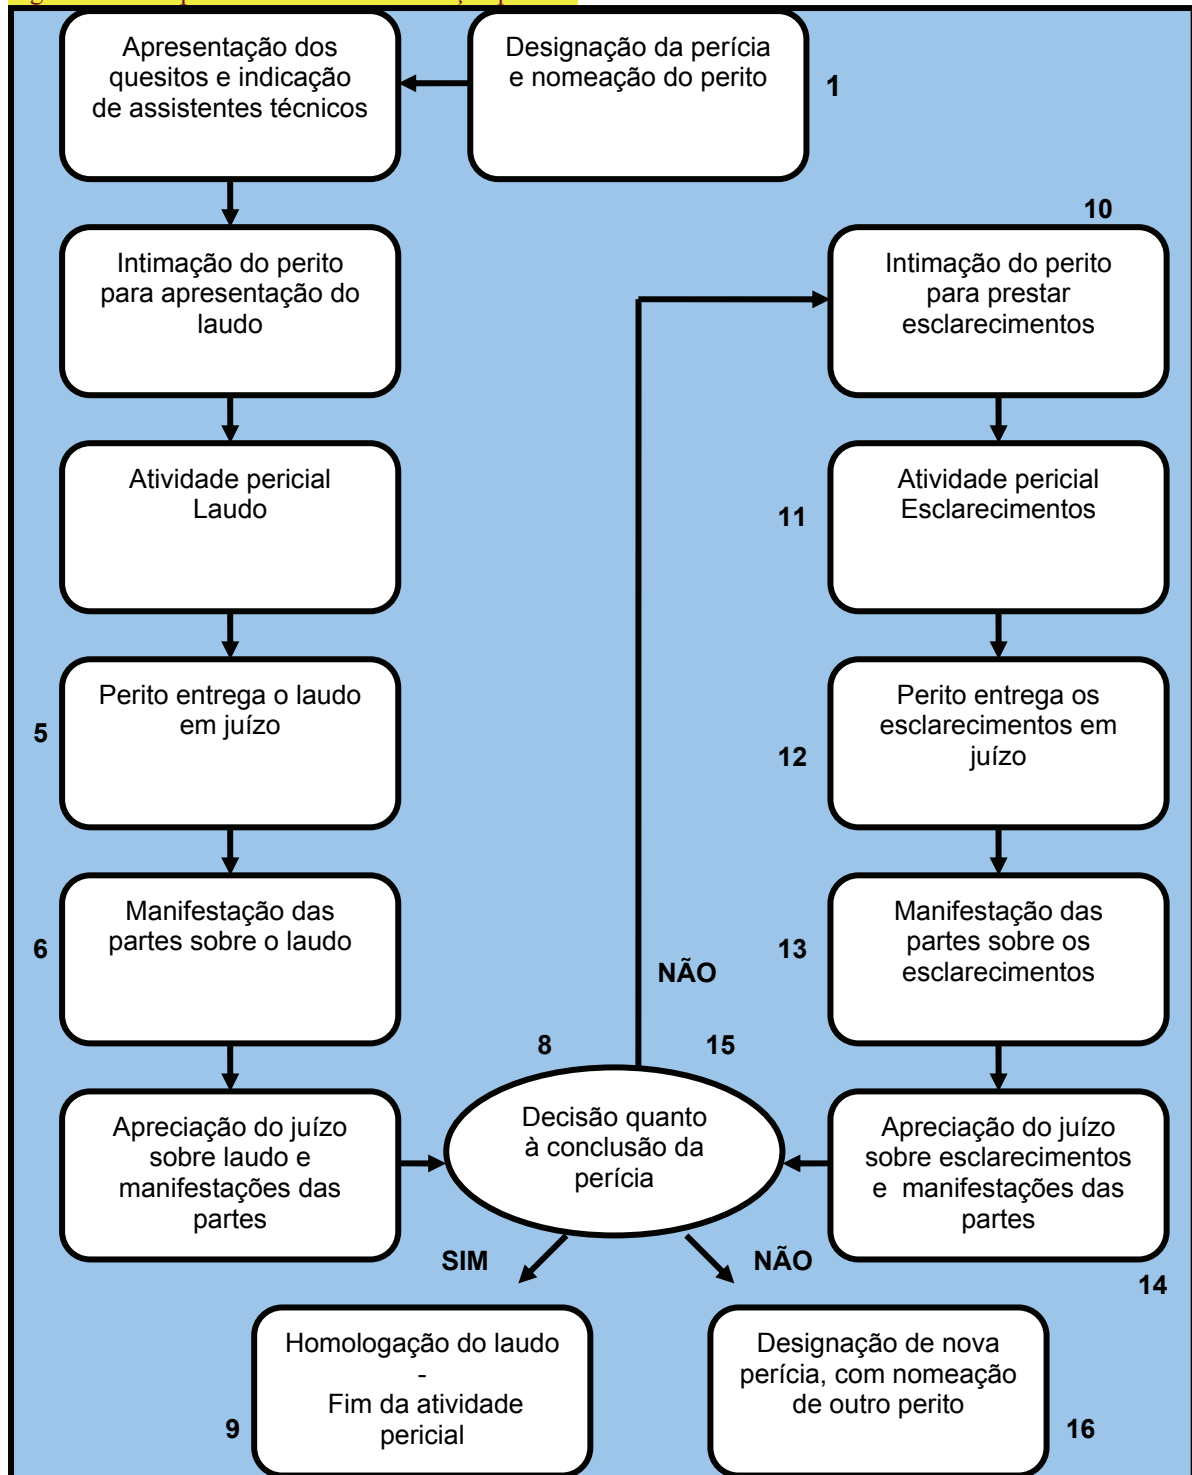 Designação da perícia
e nomeação do perito
1
Apresentação dos
quesitos e indicação
de assistentes técnicos
Intimação do perito
para apresentação do
laudo
Atividade pericial
Laudo
Perito entrega o laudo
em juízo
5
Manifestação das
partes sobre o laudo
6
Apreciação do juízo
sobre laudo e
manifestações das
partes
8
15
Decisão quanto
à conclusão da
perícia
SIM
NÃO
NÃO
Homologação do laudo
-
Fim da atividade
pericial
9
10
Intimação do perito
para prestar
esclarecimentos
Atividade pericial
Esclarecimentos
11
Perito entrega os
esclarecimentos em
juízo
12
Manifestação das
partes sobre os
esclarecimentos
13
Apreciação do juízo
sobre esclarecimentos
e manifestações das
partes
14
Designação de nova
perícia, com nomeação
de outro perito
16